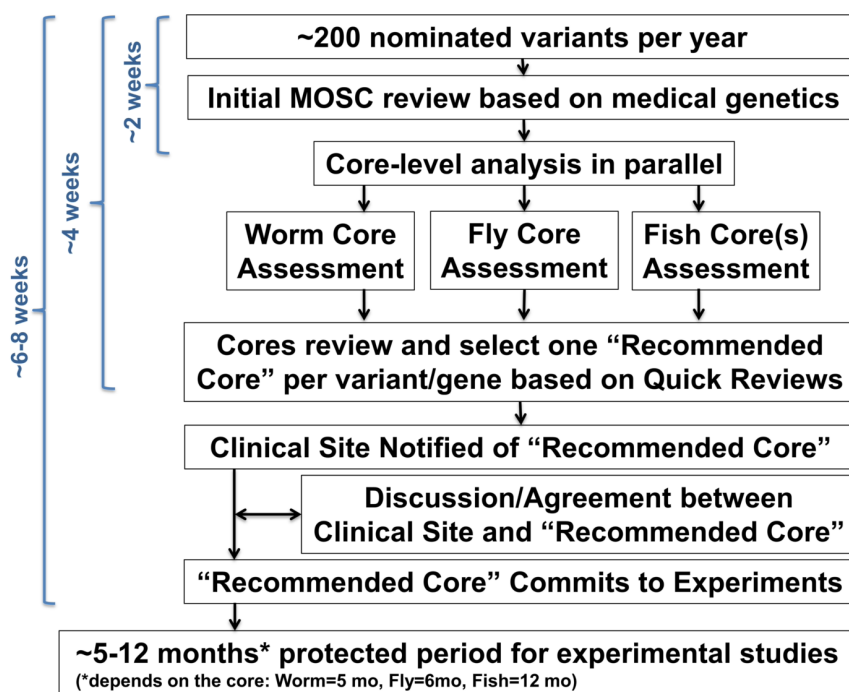 ~200 nominated variants per year
~2 weeks
Initial MOSC review based on medical genetics
Core-level analysis in parallel
~4 weeks
Worm Core
Assessment
Fly Core
Assessment
Fish Core(s)
Assessment
~6-8 weeks
Cores review and select one “Recommended
Core” per variant/gene based on Quick Reviews
Clinical Site Notified of “Recommended Core”
Discussion/Agreement between
Clinical Site and “Recommended Core”
“Recommended Core” Commits to Experiments
~5-12 months* protected period for experimental studies
(*depends on the core: Worm=5 mo, Fly=6mo, Fish=12 mo)